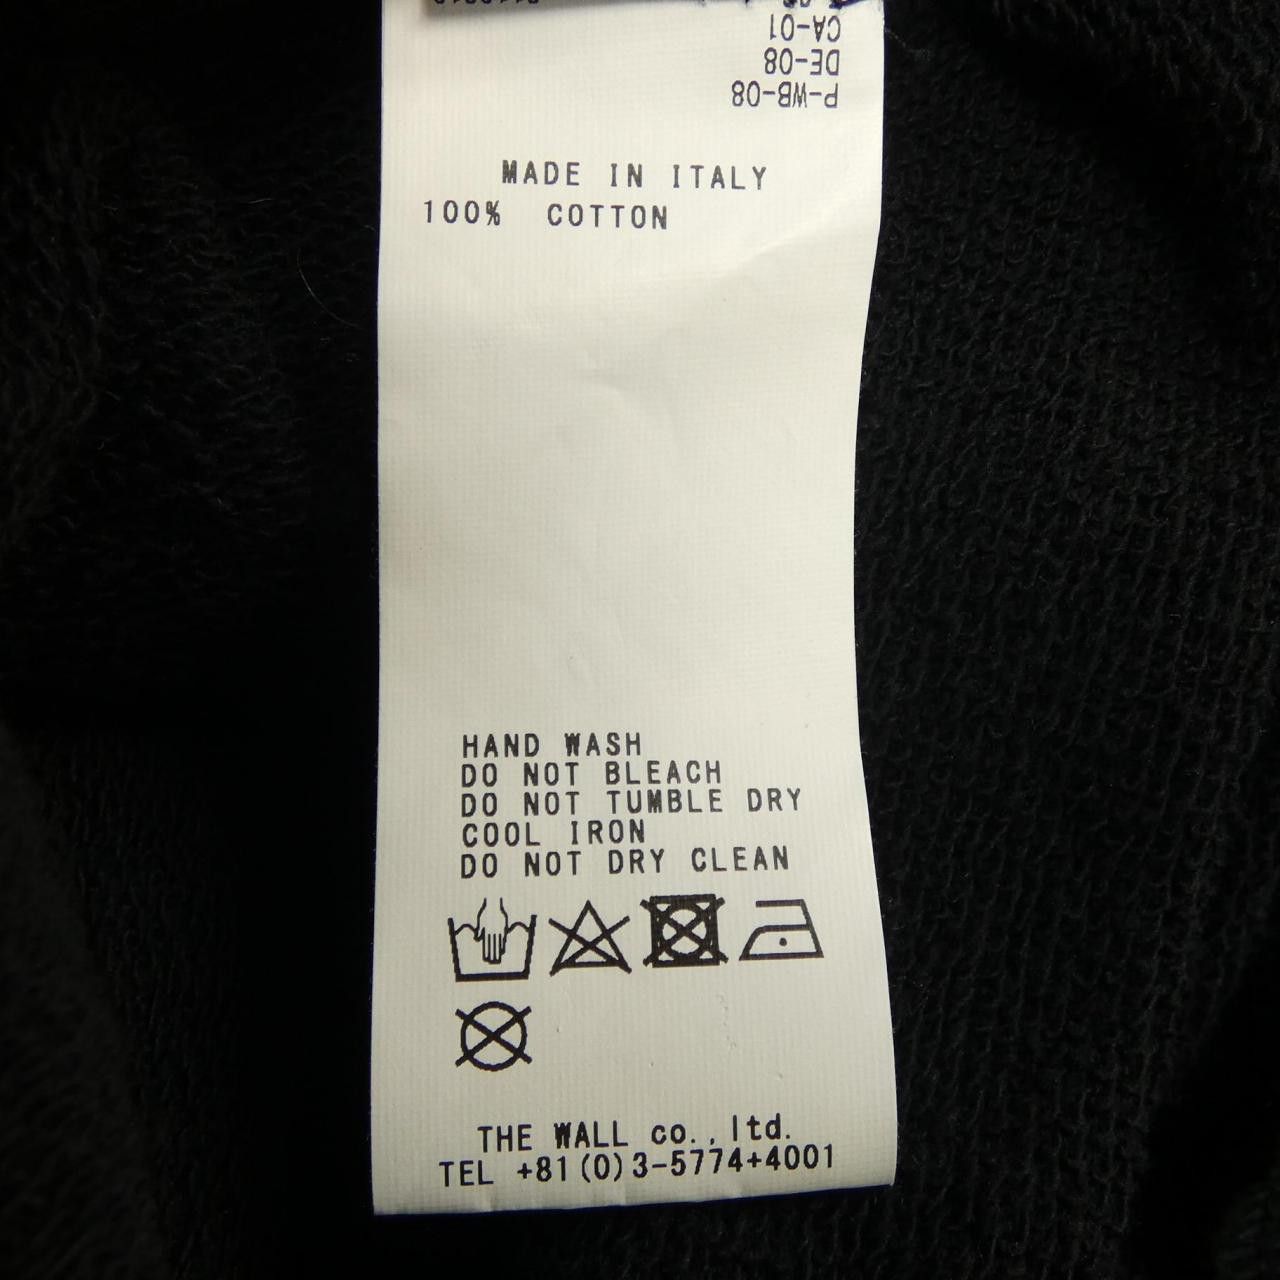 CA-01
DE-08
P-WB-08
MADE IN ITALY
100% COTTON
HAND WASH
DO NOT BLEACH
DO NOT TUMBLE DRY
COOL IRON
DO NOT DRY CLEAN
THE WALL co.,ltd.
TEL +81(0)3-5774+4001